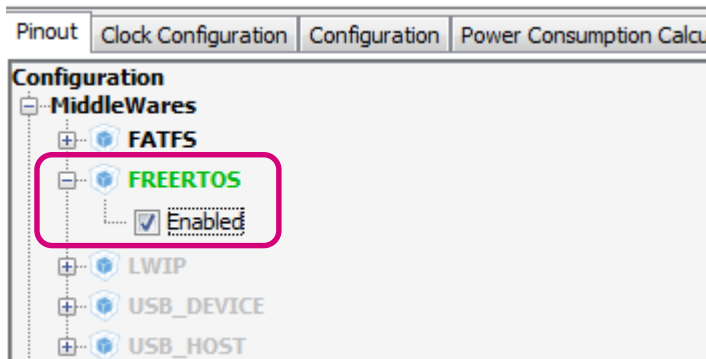 Pinout Clock Configuration Configuration Power Consumption Calcu
Configuration
MiddleWares
FATFS
FREERTOS
Enabled
LWIP
USB_DEVICE
USB_HOST